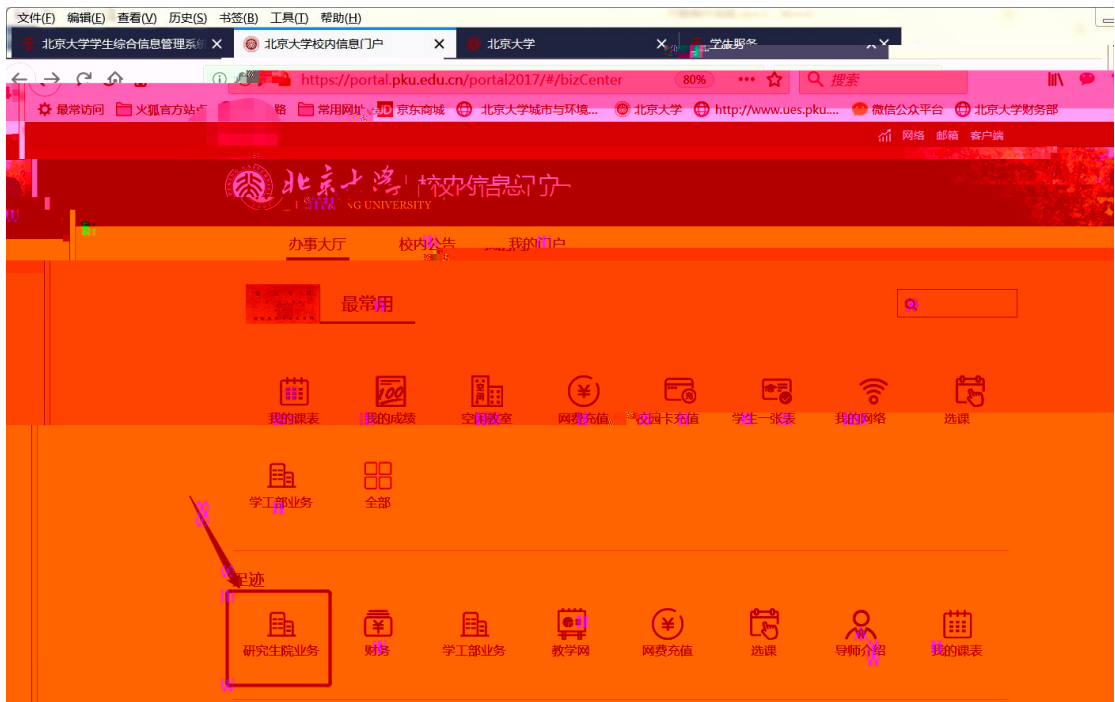 文件(F) 编辑(E) 查看(V) 历史(S) 书签(B) 工具(T) 帮助(H)
北京大学学生综合信息管理系统 北京大学校内信息门户 北京大学
https://portal.pku.edu.cn/portal2017/#/bizCenter 80% 搜索
最常访问 火狐官方站点 常用网址 JD 京东商城 北京大学城市与环境... 北京大学 http://www.ues.pku.... 微信公众平台 北京大学财务部
网络 邮箱 客户端
北京大学 校内信息门户
NG UNIVERSITY
办事大厅 校内公告 我的门户
最常用
我的课表 我的成绩 空闲教室 网费充值 校园卡充值 学生一张表 我的网络 选课
学工部业务 全部
足迹
研究生院业务 财务 学工部业务 教学网 网费充值 选课 导师介绍 我的课表